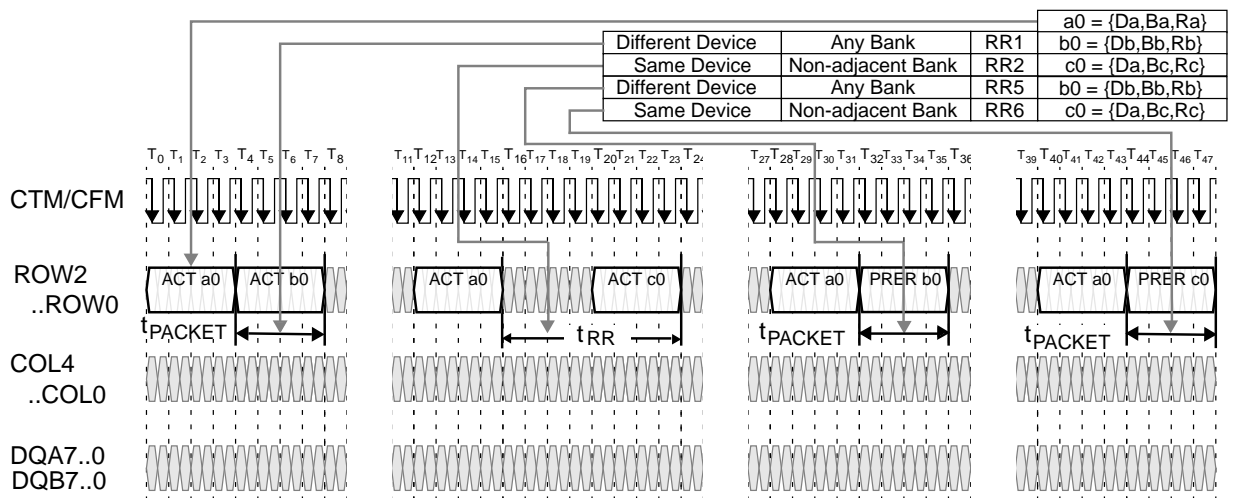 a0 = {Da,Ba,Ra}
Different Device Any Bank RR1 b0 = {Db,Bb,Rb}
Same Device Non-adjacent Bank RR2 c0 = {Da,Bc,Rc}
Different Device Any Bank RR5 b0 = {Db,Bb,Rb}
Same Device Non-adjacent Bank RR6 c0 = {Da,Bc,Rc}
T0 T1 T2 T3 T4 T5 T6 T7 T8 T11 T12 T13 T14 T15 T16 T17 T18 T19 T20 T21 T22 T23 T24 T27 T28 T29 T30 T31 T32 T33 T34 T35 T36 T39 T40 T41 T42 T43 T44 T45 T46 T47
CTM/CFM
ROW2 ACT a0 ACT b0 ACT a0 ACT c0 ACT a0 PRER b0 ACT a0 PRER c0
..ROW0
tPACKET tRR tPACKET tPACKET
COL4
..COL0
DQA7..0
DQB7..0